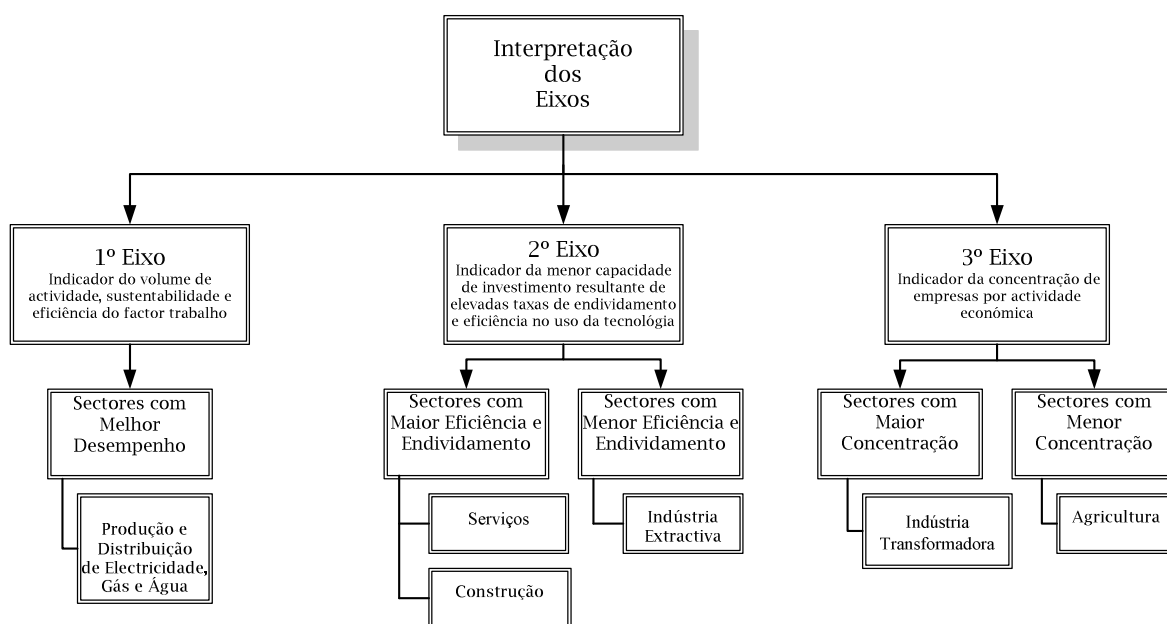 Interpretação
dos
Eixos
1º Eixo
Indicador do volume de
actividade, sustentabilidade e
eficiência do factor trabalho
2º Eixo
Indicador da menor capacidade
de investimento resultante de
elevadas taxas de endividamento
e eficiência no uso da tecnológia
3º Eixo
Indicador da concentração de
empresas por actividade
económica
Sectores com
Melhor
Desempenho
Sectores com
Maior Eficiência e
Endividamento
Sectores com
Menor Eficiência e
Endividamento
Sectores com
Maior
Concentração
Sectores com
Menor
Concentração
Produção e
Distribuição
de Electricidade,
Gás e Água
Serviços
Construção
Indústria
Extractiva
Indústria
Transformadora
Agricultura